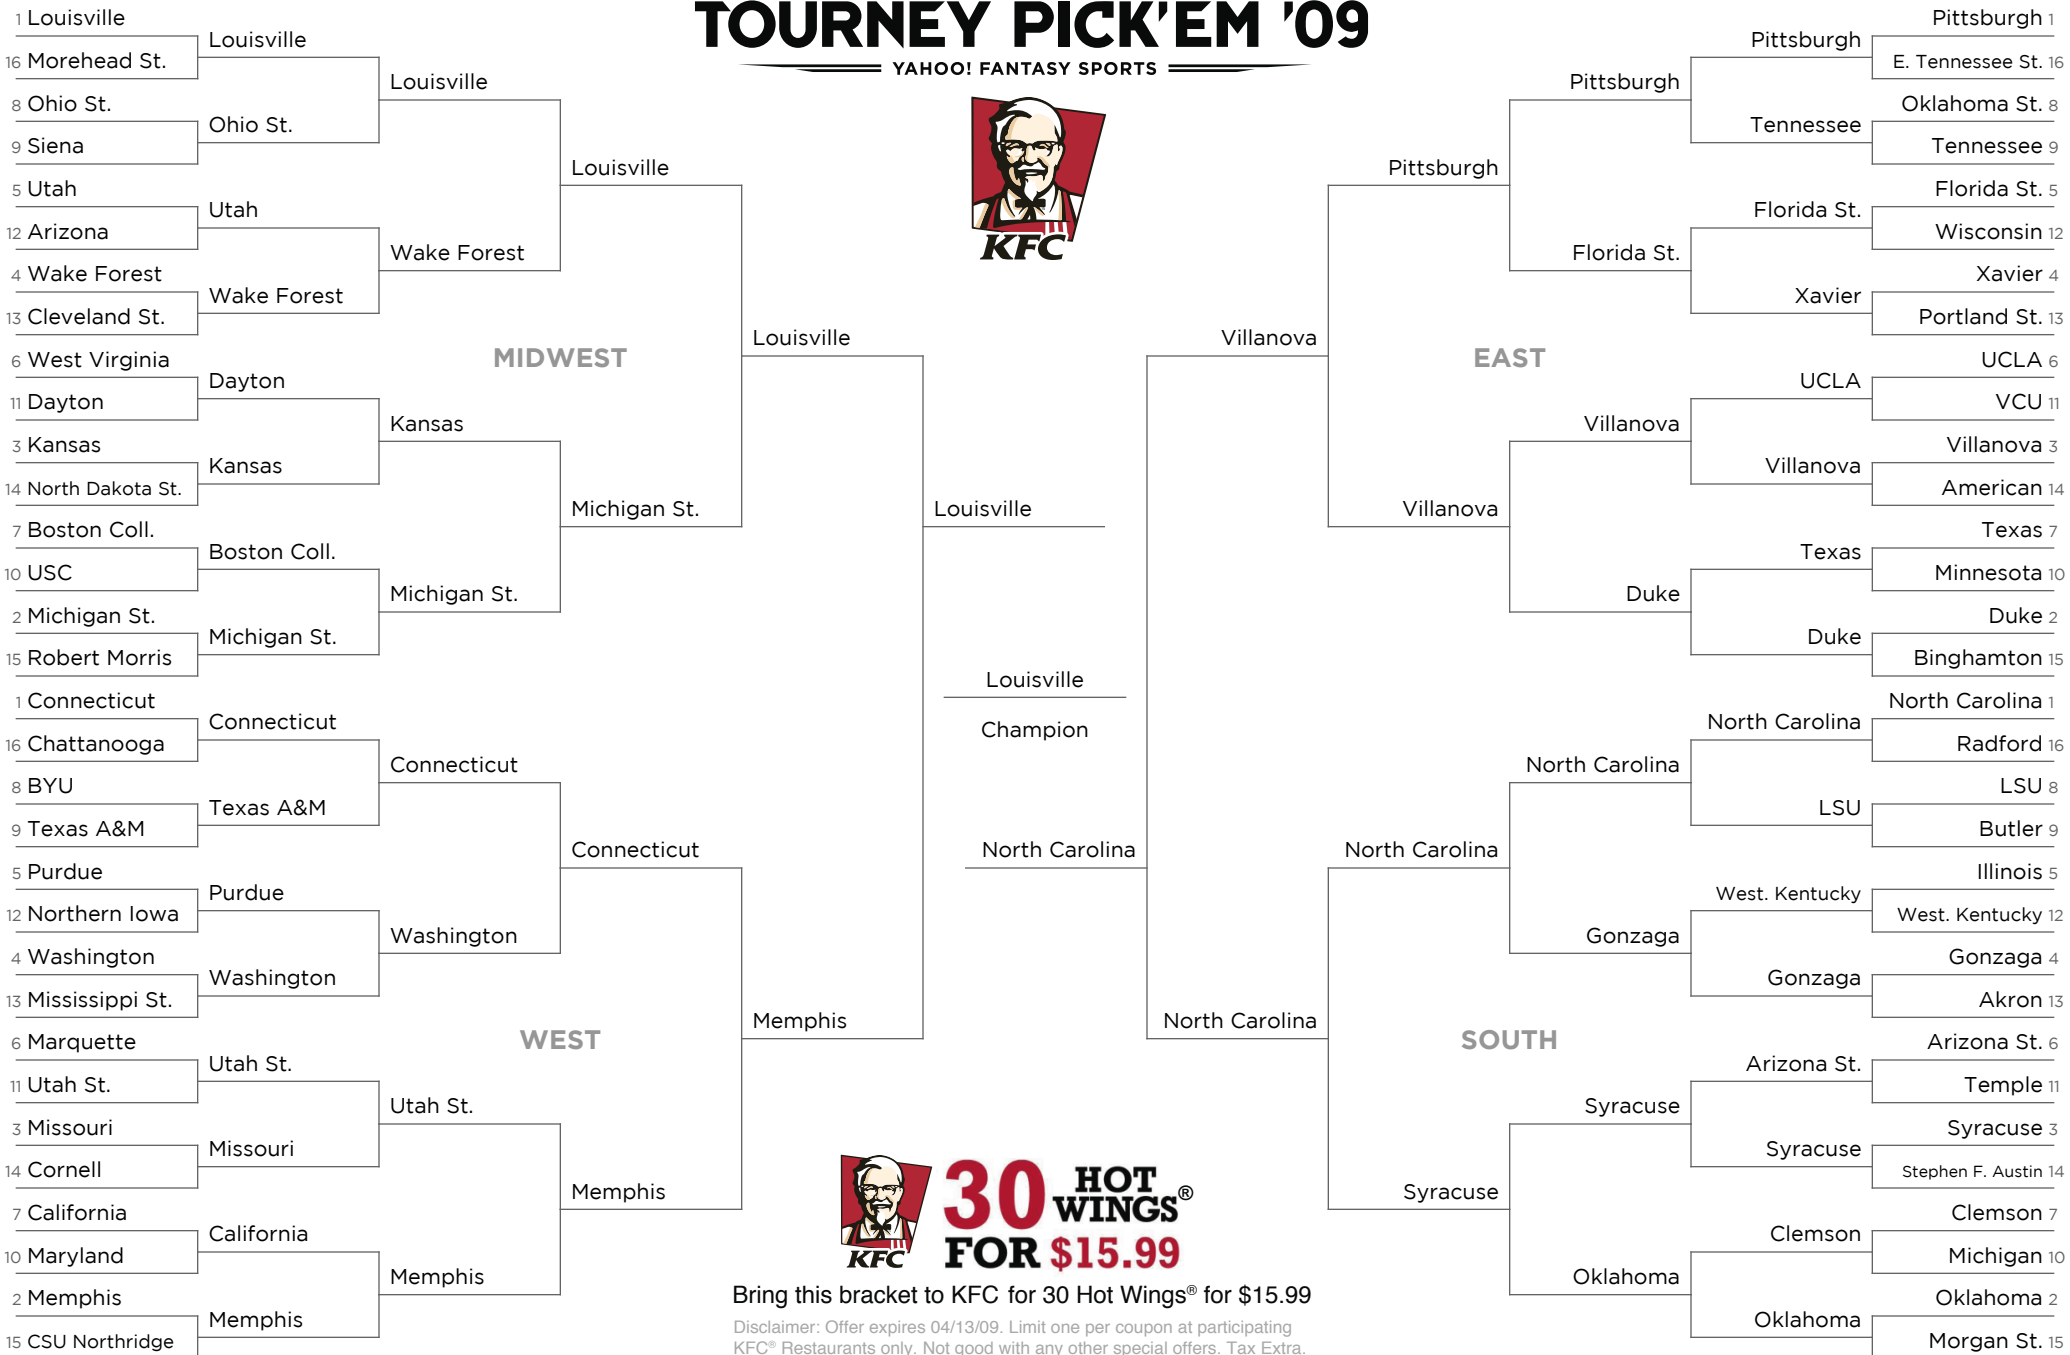 TOURNEY PICK'EM '09
YAHOO! FANTASY SPORTS
KFC
1 Louisville
16 Morehead St.
8 Ohio St.
9 Siena
5 Utah
12 Arizona
4 Wake Forest
13 Cleveland St.
6 West Virginia
11 Dayton
3 Kansas
14 North Dakota St.
7 Boston Coll.
10 USC
2 Michigan St.
15 Robert Morris
1 Connecticut
16 Chattanooga
8 BYU
9 Texas A&M
5 Purdue
12 Northern Iowa
4 Washington
13 Mississippi St.
6 Marquette
11 Utah St.
3 Missouri
14 Cornell
7 California
10 Maryland
2 Memphis
15 CSU Northridge
Louisville
Ohio St.
Utah
Wake Forest
Dayton
Kansas
Boston Coll.
Michigan St.
Connecticut
Texas A&M
Purdue
Washington
Utah St.
Missouri
California
Memphis
Louisville
Wake Forest
Kansas
Michigan St.
Connecticut
Washington
Utah St.
Memphis
Louisville
MIDWEST
Michigan St.
Connecticut
WEST
Memphis
Louisville
Memphis
Louisville
Louisville
Champion
North Carolina
Villanova
North Carolina
Pittsburgh
EAST
Villanova
North Carolina
SOUTH
Syracuse
Pittsburgh
Florida St.
Villanova
Duke
North Carolina
Gonzaga
Syracuse
Oklahoma
Pittsburgh
Tennessee
Florida St.
Xavier
UCLA
Villanova
Texas
Duke
North Carolina
LSU
West. Kentucky
Gonzaga
Arizona St.
Syracuse
Clemson
Oklahoma
Pittsburgh 1
E. Tennessee St. 16
Oklahoma St. 8
Tennessee 9
Florida St. 5
Wisconsin 12
Xavier 4
Portland St. 13
UCLA 6
VCU 11
Villanova 3
American 14
Texas 7
Minnesota 10
Duke 2
Binghamton 15
North Carolina 1
Radford 16
LSU 8
Butler 9
Illinois 5
West. Kentucky 12
Gonzaga 4
Akron 13
Arizona St. 6
Temple 11
Syracuse 3
Stephen F. Austin 14
Clemson 7
Michigan 10
Oklahoma 2
Morgan St. 15
KFC
30 HOT WINGS®
FOR $15.99
Bring this bracket to KFC for 30 Hot Wings® for $15.99
Disclaimer: Offer expires 04/13/09. Limit one per coupon at participating
KFC® Restaurants only. Not good with any other special offers. Tax Extra.